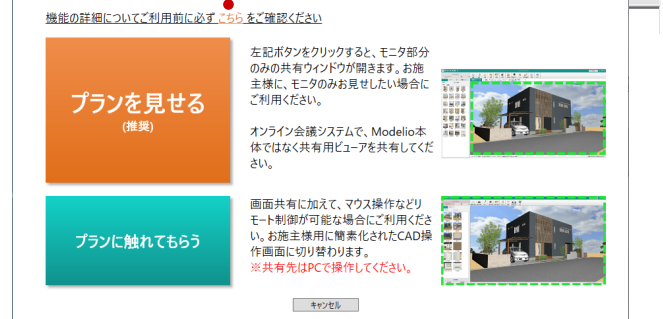 機能の詳細についてご利用前に必ず こちら をご確認ください
プランを見せる
(推奨)
左記ボタンをクリックすると、モニタ部分
のみの共有ウィンドウが開きます。お施
主様に、モニタのみお見せしたい場合に
ご利用ください。
オンライン会議システムで、Modelio本
体ではなく共有用ビューアを共有してくだ
さい。
プランに触れてもらう
画面共有に加えて、マウス操作などリ
モート制御が可能な場合にご利用くださ
い。お施主様用に簡素化されたCAD操
作画面に切り替わります。
※共有先はPCで操作してください。
キャンセル